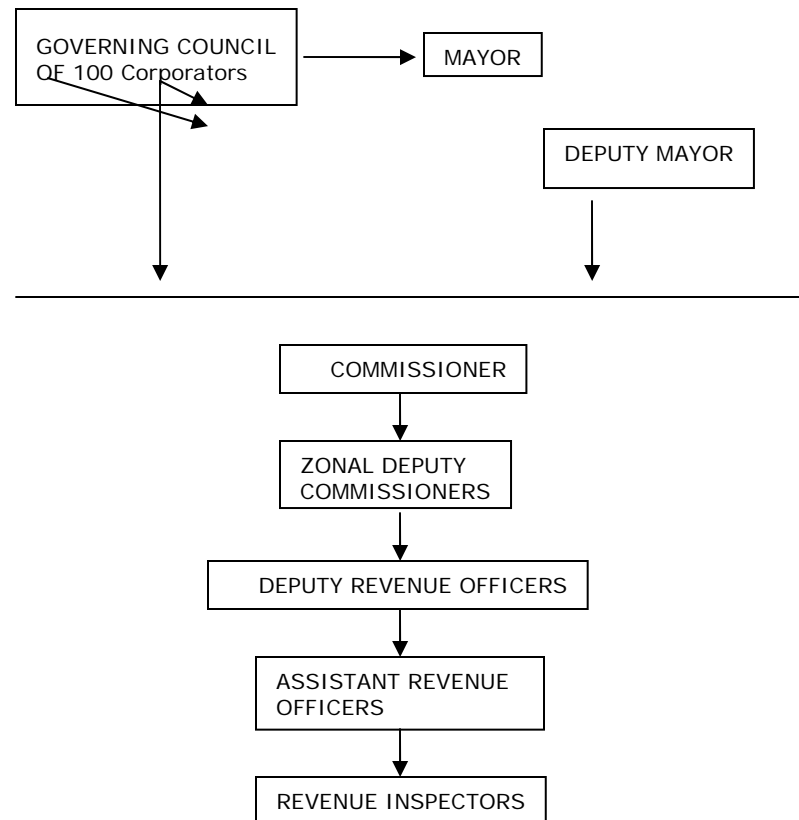 GOVERNING COUNCIL
OF 100 Corporators
MAYOR
DEPUTY MAYOR
COMMISSIONER
ZONAL DEPUTY
COMMISSIONERS
DEPUTY REVENUE OFFICERS
ASSISTANT REVENUE
OFFICERS
REVENUE INSPECTORS